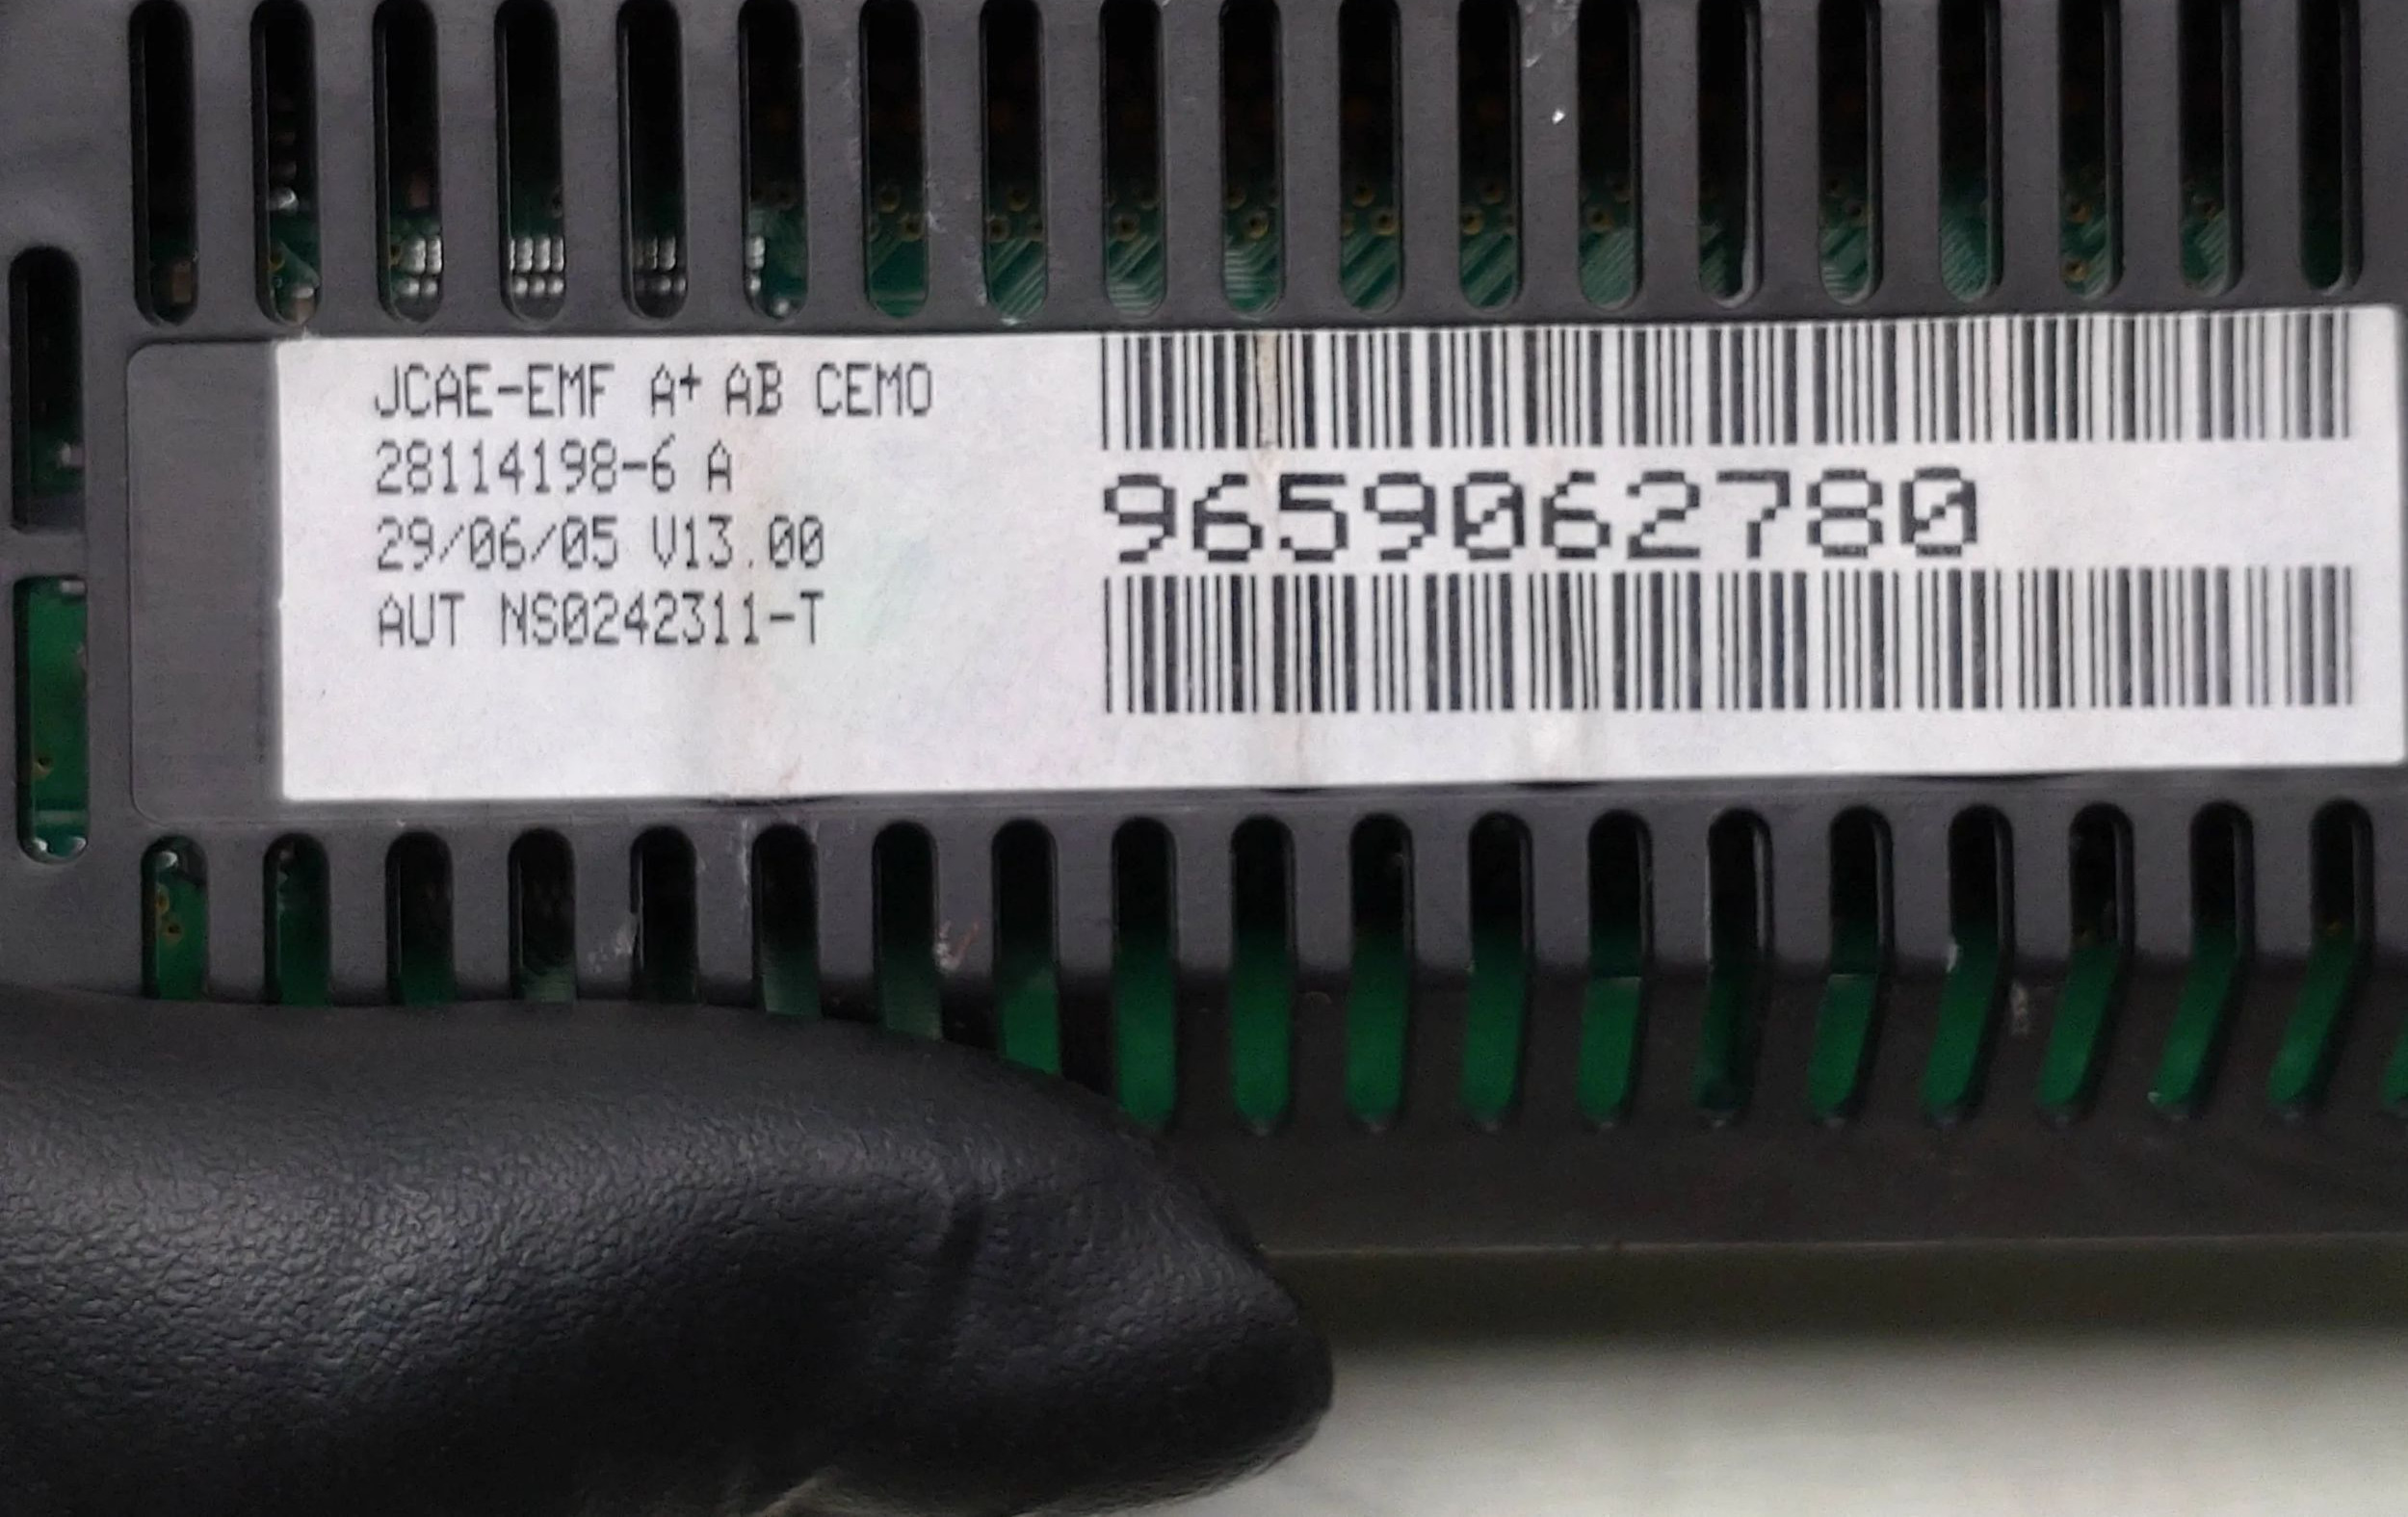 JCAE-EMF A+ AB CEMO
28114198-6 A
29/06/05 V13.00
AUT NS0242311-T
9659062780